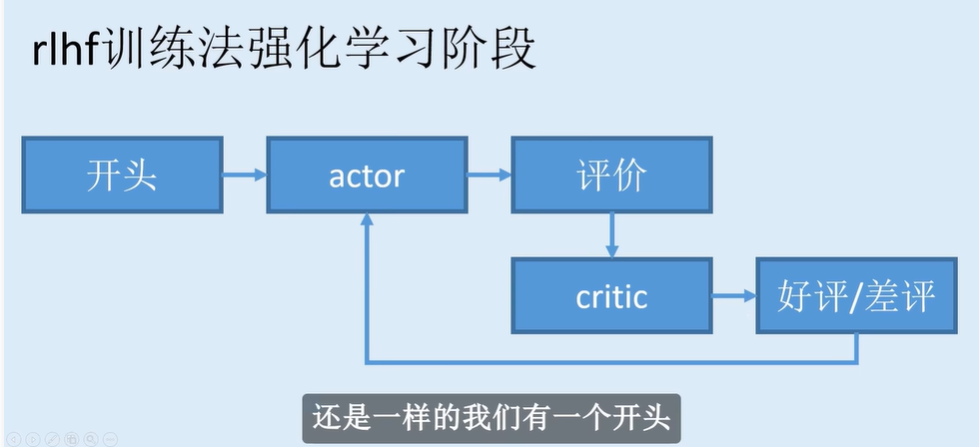 rlhf训练法强化学习阶段
开头
actor
评价
critic
好评/差评
还是一样的我们有一个开头